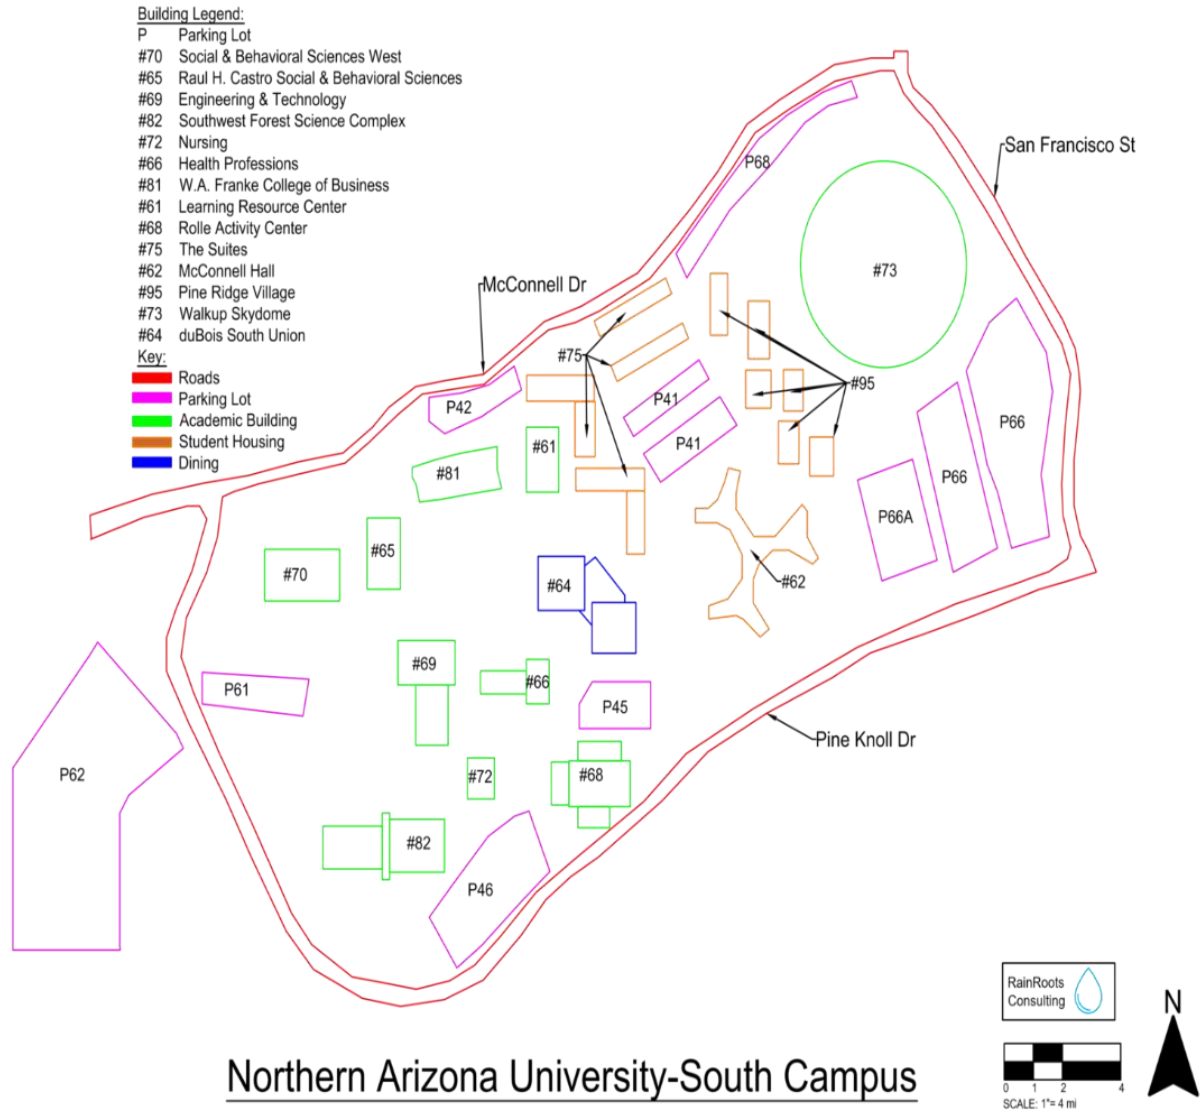 Building Legend:
P Parking Lot
#70 Social & Behavioral Sciences West
#65 Raul H. Castro Social & Behavioral Sciences
#69 Engineering & Technology
#82 Southwest Forest Science Complex
#72 Nursing
#66 Health Professions
#81 W.A. Franke College of Business
#61 Learning Resource Center
#68 Rolle Activity Center
#75 The Suites
#62 McConnell Hall
#95 Pine Ridge Village
#73 Walkup Skydome
#64 duBois South Union
Key:
Roads
Parking Lot
Academic Building
Student Housing
Dining
San Francisco St
P68
#73
McConnell Dr
#75
#95
P41
P42
P66
P41
#61
#81
P66
P66A
#65
#70
#62
#64
#69
#66
P61
P45
Pine Knoll Dr
P62
#72
#68
#82
P46
RainRoots
Consulting
N
0 1 2 4
SCALE: 1"= 4 mi
Northern Arizona University-South Campus